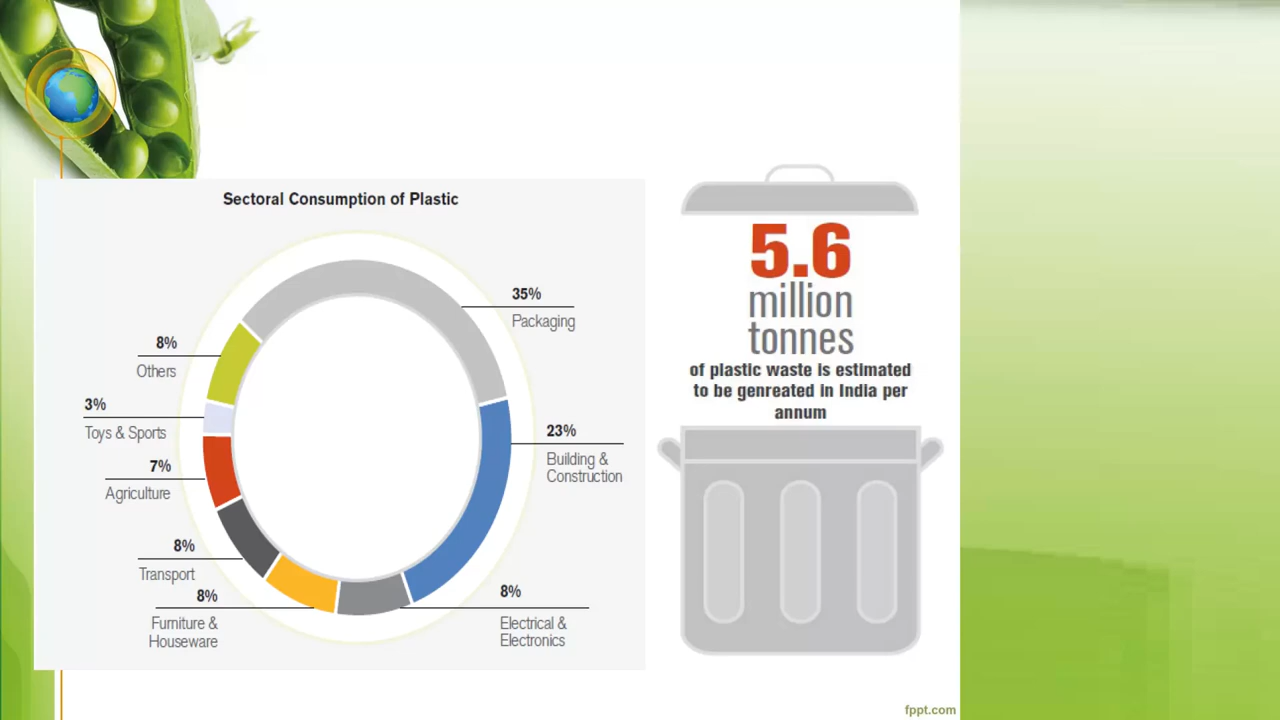 Sectoral Consumption of Plastic
35%
Packaging
8%
Others
3%
Toys & Sports
23%
Building &
Construction
7%
Agriculture
8%
Transport
8%
Furniture &
Houseware
8%
Electrical &
Electronics
5.6
million
tonnes
of plastic waste is estimated
to be genreated in India per
annum
fppt.com